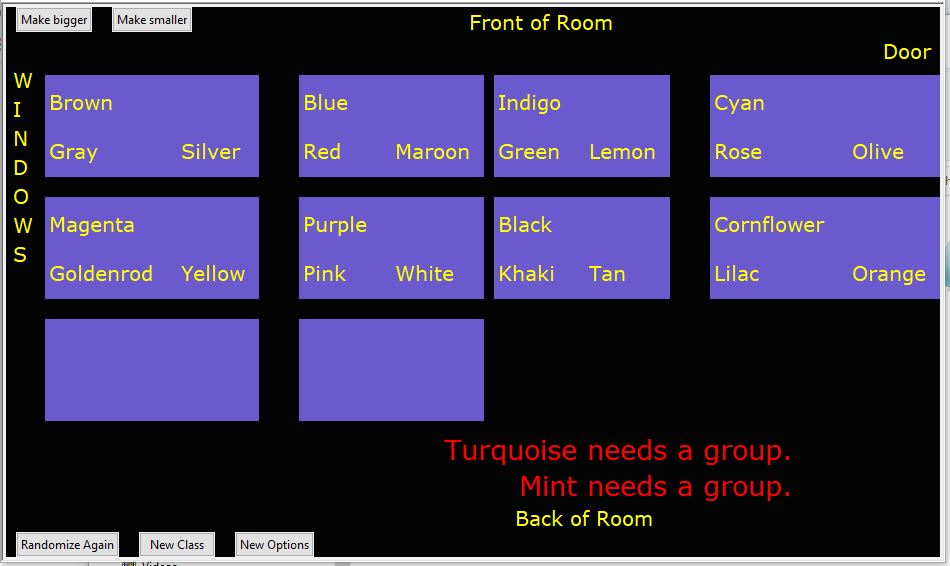 Make bigger
Make smaller
Front of Room
Door
WINDOWS
Brown
Gray Silver
Blue
Red Maroon
Indigo
Green Lemon
Cyan
Rose Olive
Magenta
Goldenrod Yellow
Purple
Pink White
Black
Khaki Tan
Cornflower
Lilac Orange
Turquoise needs a group.
Mint needs a group.
Back of Room
Randomize Again
New Class
New Options